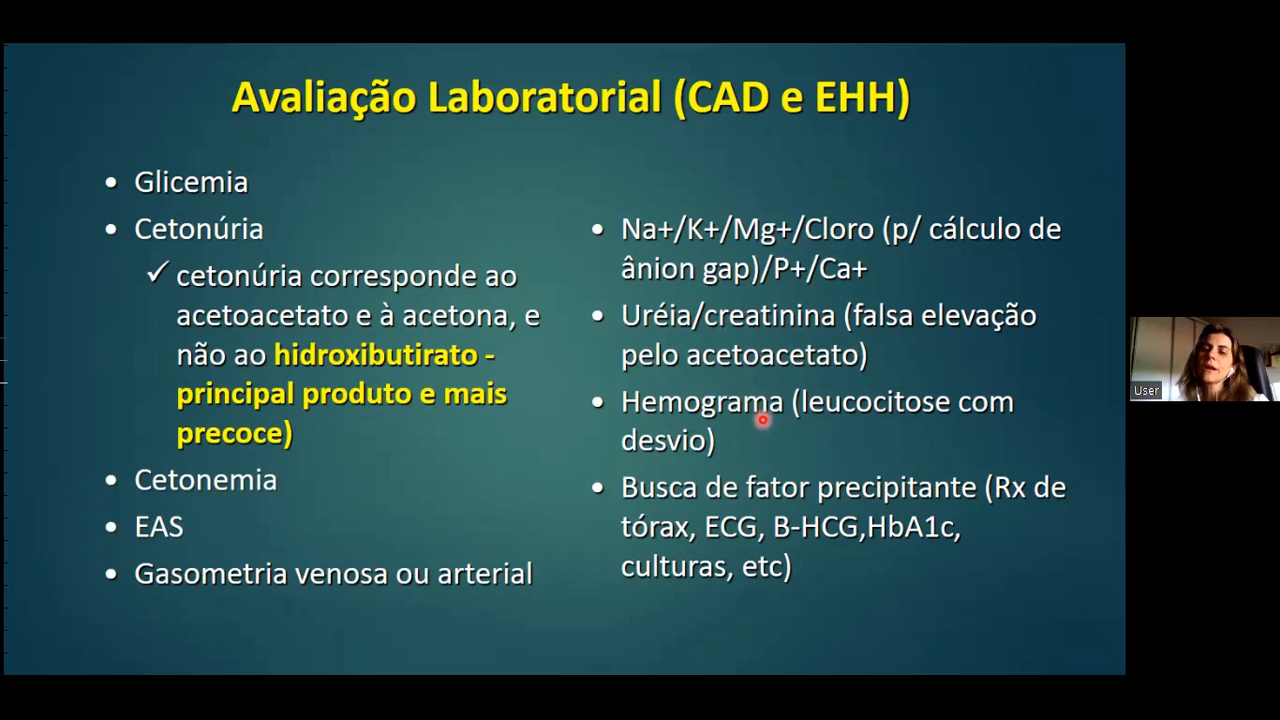 Avaliação Laboratorial (CAD e EHH)
• Glicemia
• Cetonúria
✓ cetonúria corresponde ao
acetoacetato e à acetona, e
não ao hidroxibutirato -
principal produto e mais
precoce)
• Cetonemia
• EAS
• Gasometria venosa ou arterial
• Na+/K+/Mg+/Cloro (p/ cálculo de
ânion gap)/P+/Ca+
• Uréia/creatinina (falsa elevação
pelo acetoacetato)
• Hemograma (leucocitose com
desvio)
• Busca de fator precipitante (Rx de
tórax, ECG, B-HCG,HbA1c,
culturas, etc)
User